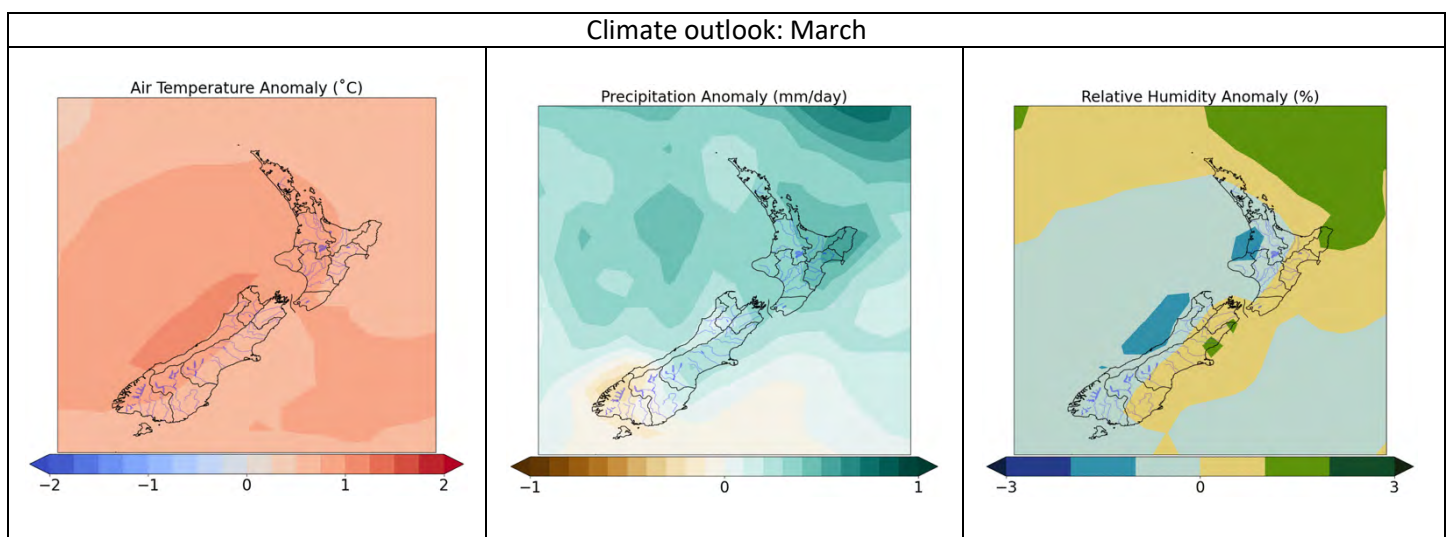 Climate outlook: March
Air Temperature Anomaly (˚C)
−2 −1 0 1 2
Precipitation Anomaly (mm/day)
−1 0 1
Relative Humidity Anomaly (%)
−3 0 3